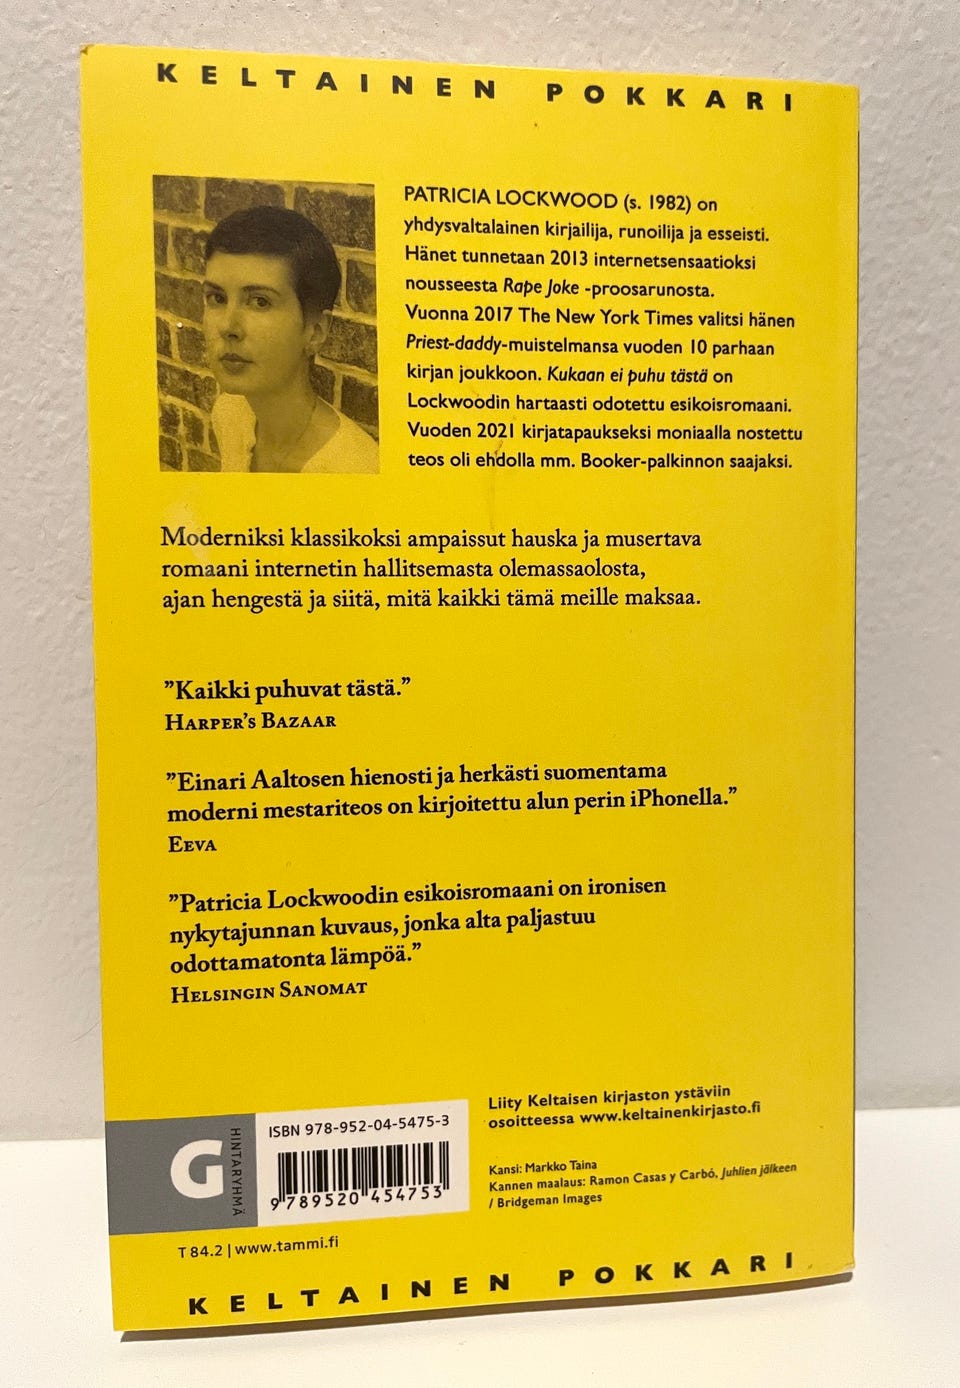 KELTAINEN POKKARI
PATRICIA LOCKWOOD (s. 1982) on
yhdysvaltalainen kirjailija, runoilija ja esseisti.
Hänet tunnetaan 2013 internetsensaatioksi
nousseesta Rape Joke -proosarunosta.
Vuonna 2017 The New York Times valitsi hänen
Priest-daddy-muistelmansa vuoden 10 parhaan
kirjan joukkoon. Kukaan ei puhu tästä on
Lockwoodin hartaasti odotettu esikoisromaani.
Vuoden 2021 kirjatapaukseksi moniaalla nostettu
teos oli ehdolla mm. Booker-palkinnon saajaksi.
Moderniksi klassikoksi ampaissut hauska ja musertava
romaani internetin hallitsemasta olemassaolosta,
ajan hengestä ja siitä, mitä kaikki tämä meille maksaa.
”Kaikki puhuvat tästä.”
HARPER’S BAZAAR
”Einari Aaltosen hienosti ja herkästi suomentama
moderni mestariteos on kirjoitettu alun perin iPhonella.”
EEVA
”Patricia Lockwoodin esikoisromaani on ironisen
nykytajunnan kuvaus, jonka alta paljastuu
odottamatonta lämpöä.”
HELSINGIN SANOMAT
G
HINTARYHMÄ
ISBN 978-952-04-5475-3
9 789520 454753
T 84.2 | www.tammi.fi
Liity Keltaisen kirjaston ystäviin
osoitteessa www.keltainenkirjasto.fi
Kansi: Markko Taina
Kannen maalaus: Ramon Casas y Carbó, Juhlien jälkeen
/ Bridgeman Images
KELTAINEN POKKARI